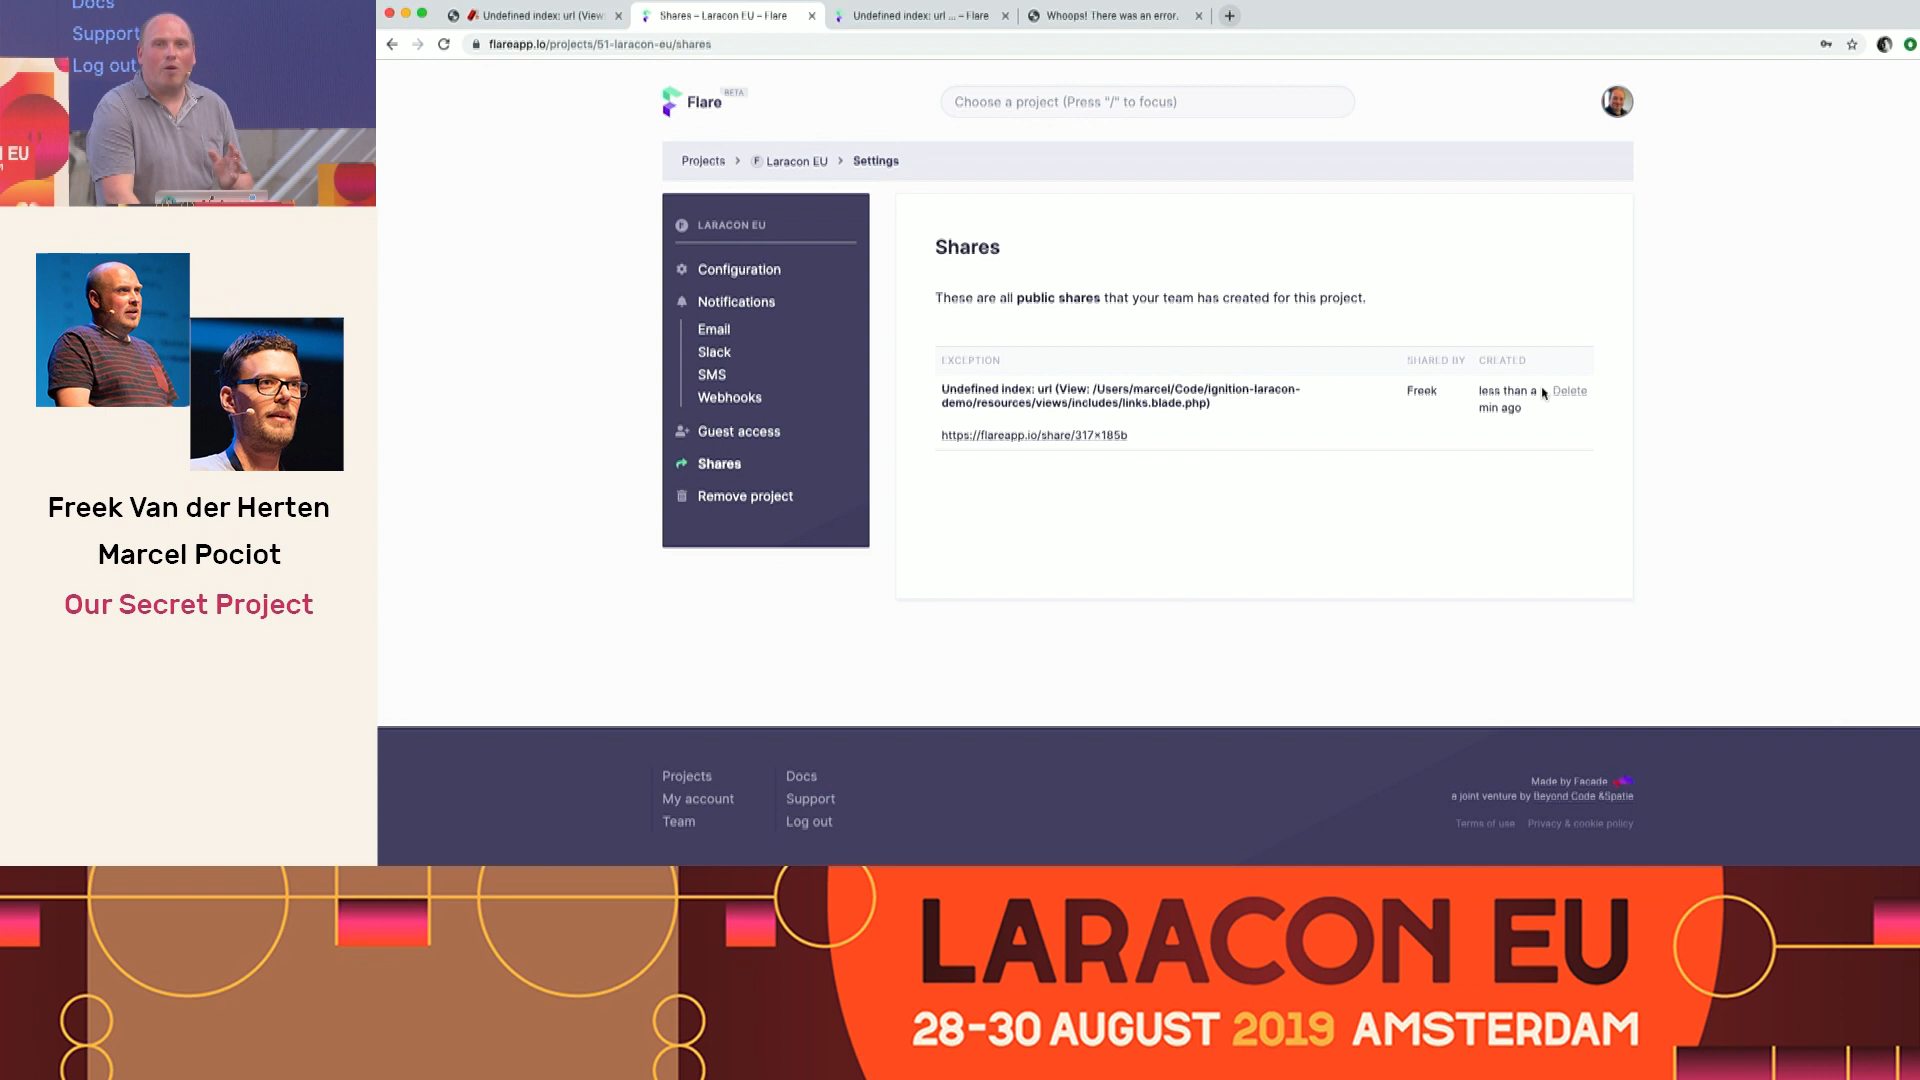 Docs
Support
Log out
EU
Freek Van der Herten
Marcel Pociot
Our Secret Project
Undefined index: url (View:
Shares – Laracon EU – Flare
Undefined index: url ... – Flare
Whoops! There was an error.
flareapp.io/projects/51-laracon-eu/shares
Flare
BETA
Choose a project (Press "/" to focus)
Projects
F Laracon EU
Settings
F LARACON EU
Configuration
Notifications
Email
Slack
SMS
Webhooks
Guest access
Shares
Remove project
Shares
These are all public shares that your team has created for this project.
EXCEPTION SHARED BY CREATED
Undefined index: url (View: /Users/marcel/Code/ignition-laracon-
demo/resources/views/includes/links.blade.php)
https://flareapp.io/share/317x185b
Freek
less than a
min ago
Delete
Projects
My account
Team
Docs
Support
Log out
Made by Facade
a joint venture by Beyond Code &Spatie
Terms of use Privacy & cookie policy
LARACON EU
28-30 AUGUST 2019 AMSTERDAM